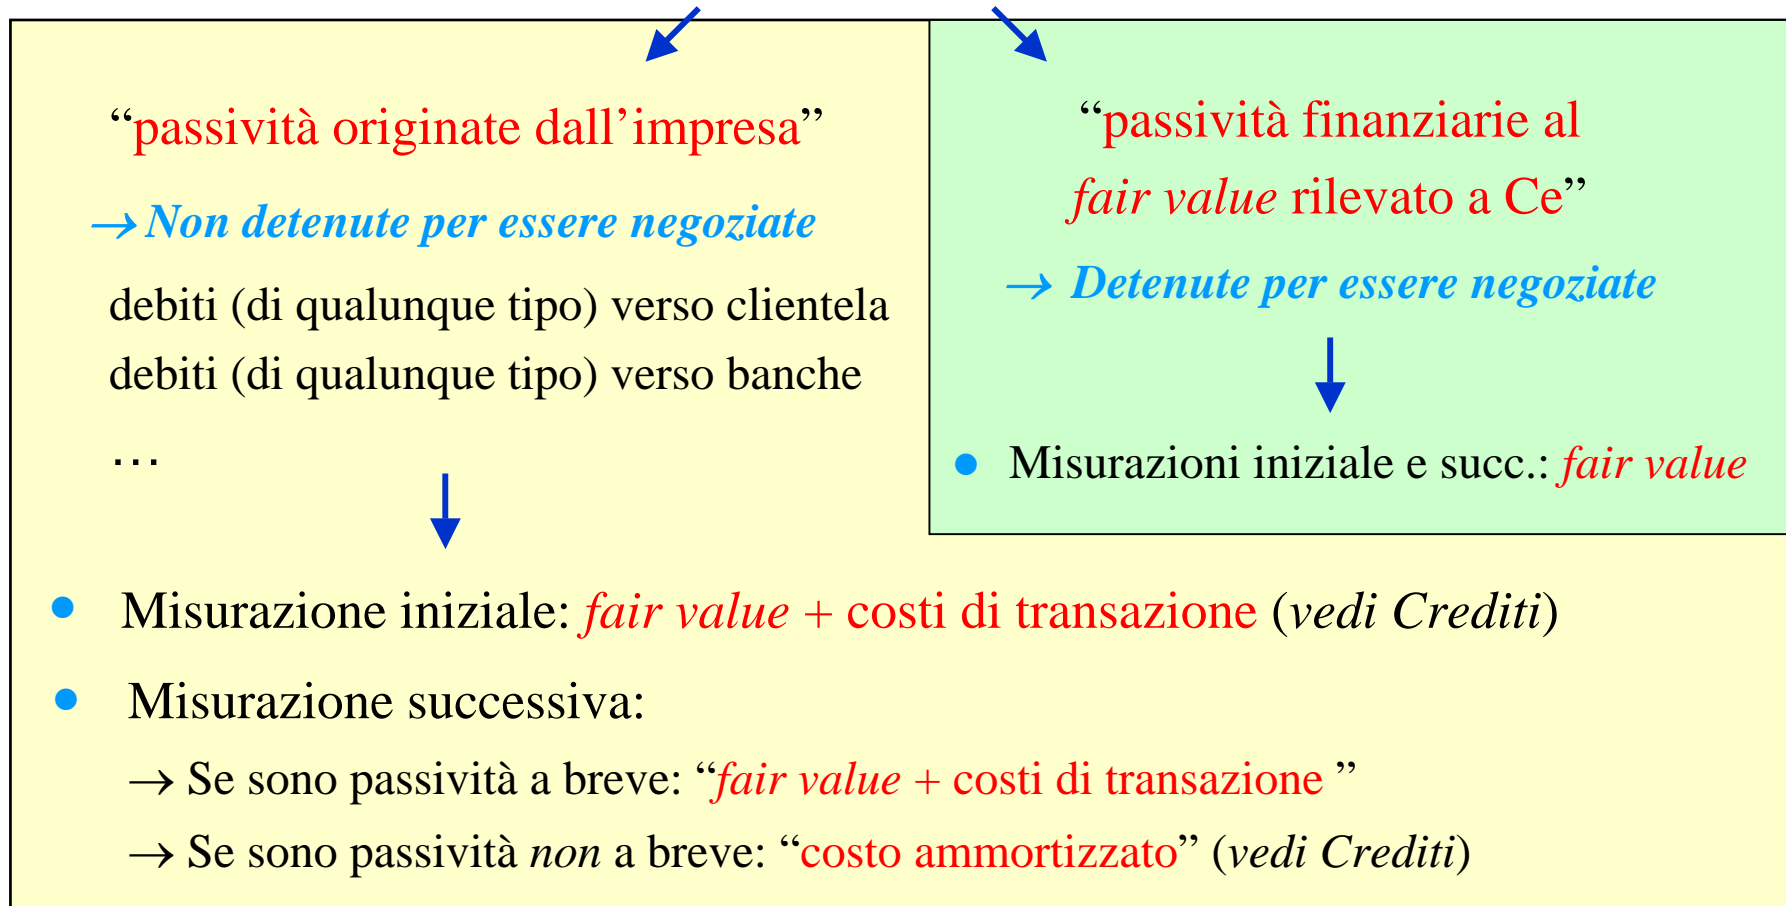 “passività originate dall’impresa”
→ Non detenute per essere negoziate
debiti (di qualunque tipo) verso clientela
debiti (di qualunque tipo) verso banche
…
“passività finanziarie al
fair value rilevato a Ce”
→ Detenute per essere negoziate
● Misurazioni iniziale e succ.: fair value
● Misurazione iniziale: fair value + costi di transazione (vedi Crediti)
● Misurazione successiva:
→ Se sono passività a breve: “fair value + costi di transazione ”
→ Se sono passività non a breve: “costo ammortizzato” (vedi Crediti)